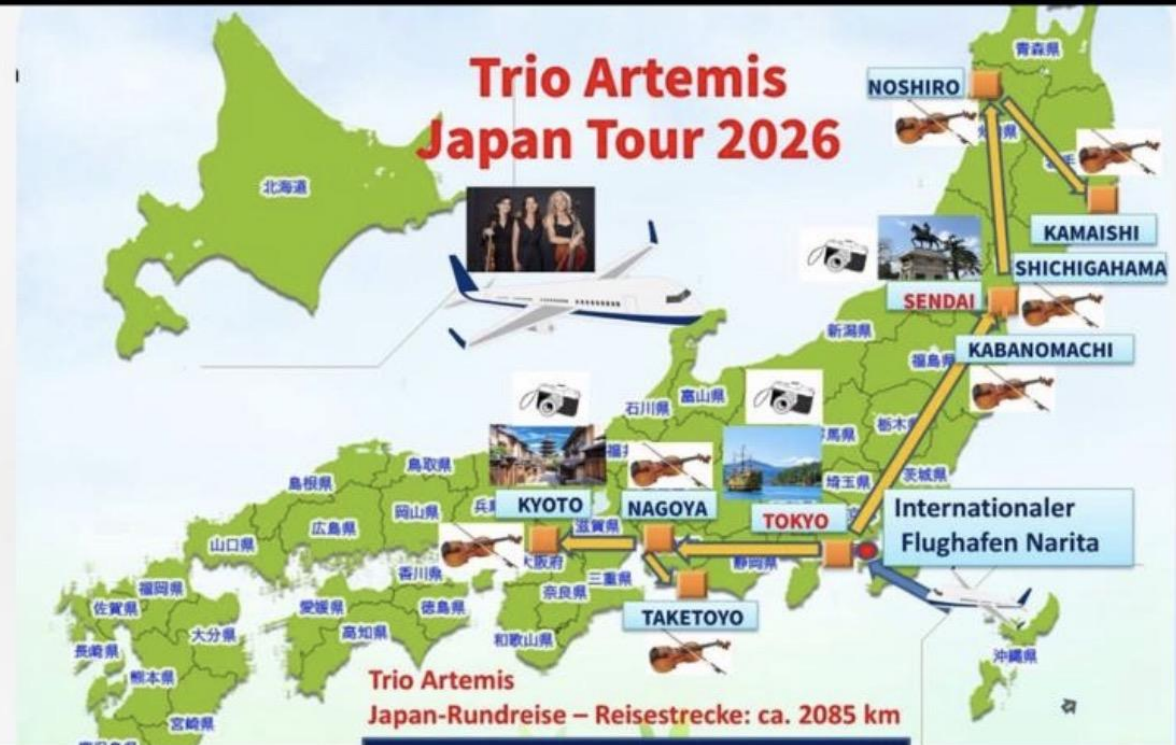 Trio Artemis
Japan Tour 2026
青森県
NOSHIRO
北海道
KAMAISHI
SHICHIGAHAMA
SENDAI
新潟県
福島県
KABANOMACHI
石川県
富山県
栃木
馬県
茨城県
埼玉県
鳥取県
島根県
岡山県
広島県
山口県
KYOTO
NAGOYA
TOKYO
滋賀県
大阪府
静岡県
三重県
奈良県
和歌山県
Internationaler
Flughafen Narita
TAKETOYO
香川県
徳島県
愛媛県
高知県
福岡県
佐賀県
大分県
長崎県
熊本県
宮崎県
沖縄県
Trio Artemis
Japan-Rundreise – Reisestrecke: ca. 2085 km